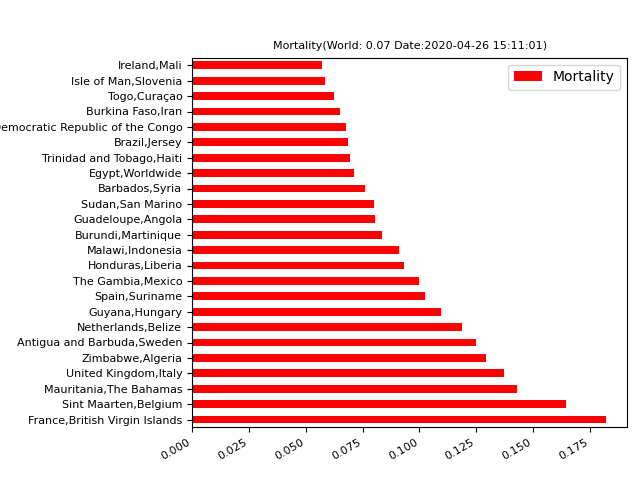 Mortality(World: 0.07 Date:2020-04-26 15:11:01)
Mortality
Ireland,Mali
Isle of Man,Slovenia
Togo,Curaçao
Burkina Faso,Iran
Democratic Republic of the Congo
Brazil,Jersey
Trinidad and Tobago,Haiti
Egypt,Worldwide
Barbados,Syria
Sudan,San Marino
Guadeloupe,Angola
Burundi,Martinique
Malawi,Indonesia
Honduras,Liberia
The Gambia,Mexico
Spain,Suriname
Guyana,Hungary
Netherlands,Belize
Antigua and Barbuda,Sweden
Zimbabwe,Algeria
United Kingdom,Italy
Mauritania,The Bahamas
Sint Maarten,Belgium
France,British Virgin Islands
0.000 0.025 0.050 0.075 0.100 0.125 0.150 0.175